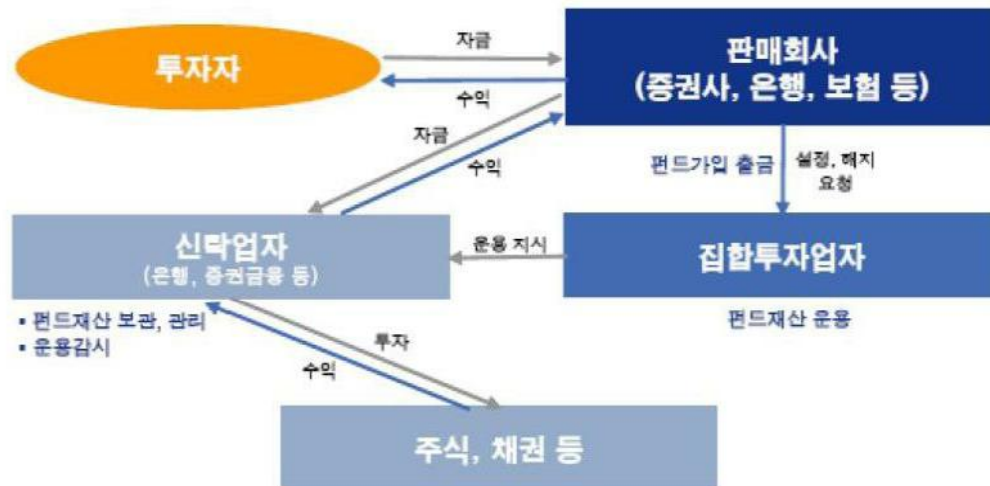 투자자
자금
수익
판매회사
(증권사, 은행, 보험 등)
자금
수익
펀드가입 출금
설정, 해지
요청
신탁업자
(은행, 증권금융 등)
운용 지시
집합투자업자
▪ 펀드재산 보관, 관리
▪ 운용감시
펀드재산 운용
투자
수익
주식, 채권 등